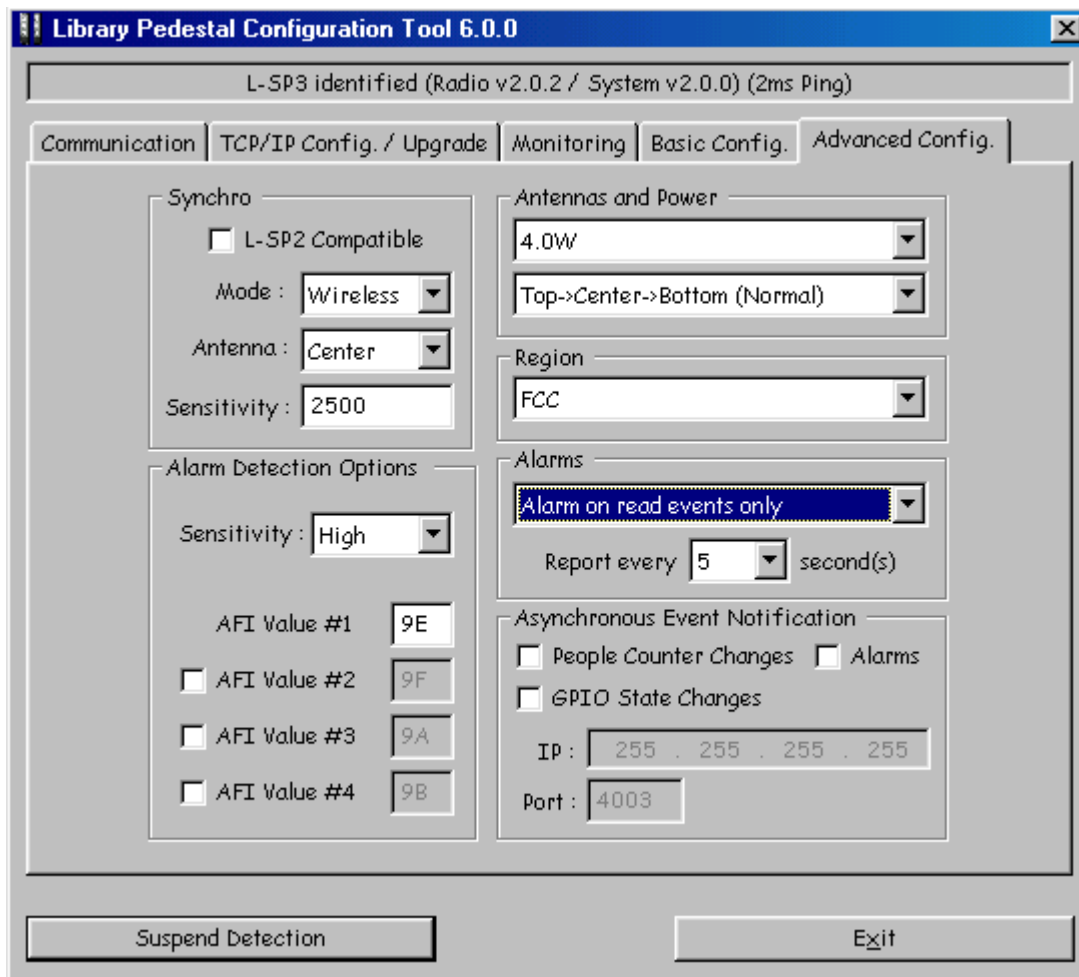 Library Pedestal Configuration Tool 6.0.0
L-SP3 identified (Radio v2.0.2 / System v2.0.0) (2ms Ping)
Communication
TCP/IP Config. / Upgrade
Monitoring
Basic Config.
Advanced Config.
Synchro
L-SP2 Compatible
Mode : Wireless
Antenna : Center
Sensitivity : 2500
Alarm Detection Options
Sensitivity : High
AFI Value #1 9E
AFI Value #2 9F
AFI Value #3 9A
AFI Value #4 9B
Antennas and Power
4.0W
Top->Center->Bottom (Normal)
Region
FCC
Alarms
Alarm on read events only
Report every 5 second(s)
Asynchronous Event Notification
People Counter Changes Alarms
GPIO State Changes
IP : 255 . 255 . 255 . 255
Port : 4003
Suspend Detection
Exit